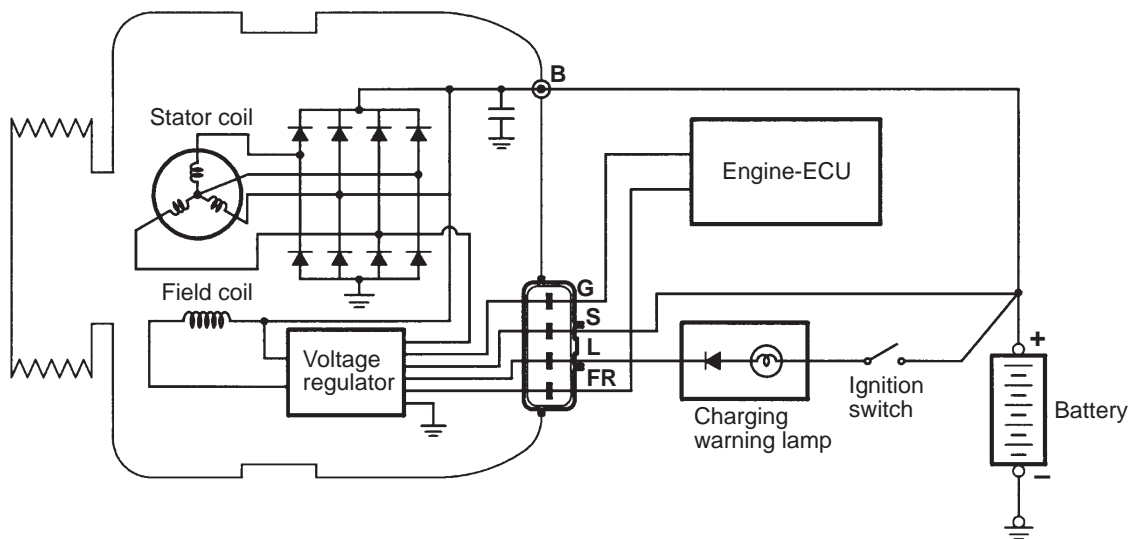 B
Stator coil
Engine-ECU
Field coil
G
S
L
FR
Voltage
regulator
Charging
warning lamp
Ignition
switch
+
Battery
−